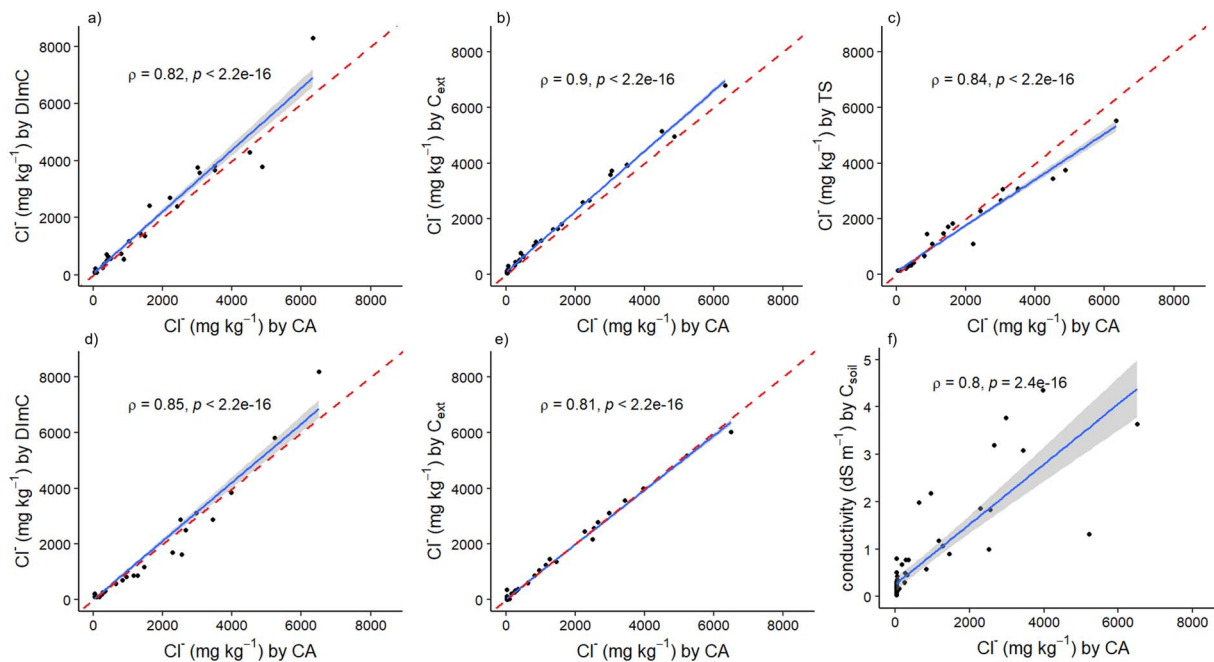 a)
8000
6000
4000
2000
0
Cl⁻ (mg kg⁻¹) by DImC
ρ = 0.82, p < 2.2e-16
0 2000 4000 6000 8000
Cl⁻ (mg kg⁻¹) by CA
b)
8000
6000
4000
2000
0
Cl⁻ (mg kg⁻¹) by Cext
ρ = 0.9, p < 2.2e-16
0 2000 4000 6000 8000
Cl⁻ (mg kg⁻¹) by CA
c)
8000
6000
4000
2000
0
Cl⁻ (mg kg⁻¹) by TS
ρ = 0.84, p < 2.2e-16
0 2000 4000 6000 8000
Cl⁻ (mg kg⁻¹) by CA
d)
8000
6000
4000
2000
0
Cl⁻ (mg kg⁻¹) by DImC
ρ = 0.85, p < 2.2e-16
0 2000 4000 6000 8000
Cl⁻ (mg kg⁻¹) by CA
e)
8000
6000
4000
2000
0
Cl⁻ (mg kg⁻¹) by Cext
ρ = 0.81, p < 2.2e-16
0 2000 4000 6000 8000
Cl⁻ (mg kg⁻¹) by CA
f)
5
4
3
2
1
0
conductivity (dS m⁻¹) by Csoil
ρ = 0.8, p = 2.4e-16
0 2000 4000 6000 8000
Cl⁻ (mg kg⁻¹) by CA